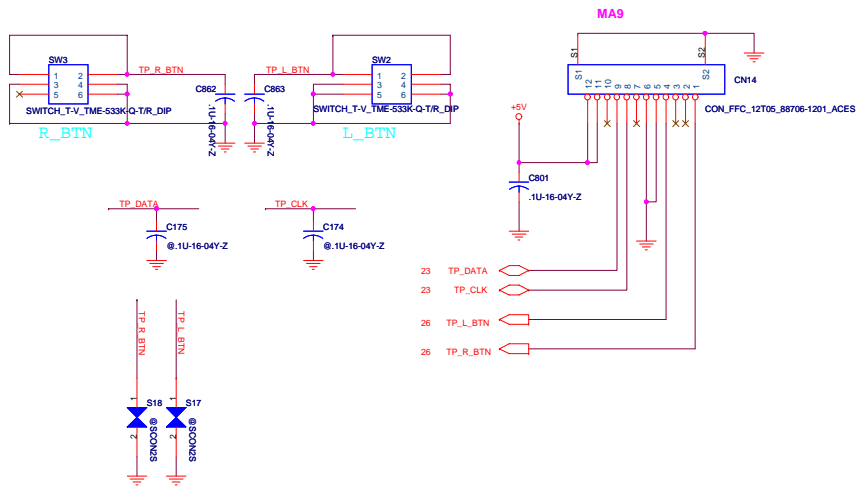 MA9
S1
S2
S1
S2
12
11
10
9
8
7
6
5
4
3
2
1
CN14
CON_FFC_12T05_88706-1201_ACES
SW3
1
2
3
4
5
6
TP_R_BTN
C862
.1U-16-04Y-Z
SWITCH_T-V_TME-533K-Q-T/R_DIP
R_BTN
TP_L_BTN
C863
.1U-16-04Y-Z
SW2
1
2
3
4
5
6
SWITCH_T-V_TME-533K-Q-T/R_DIP
L_BTN
+5V
C801
.1U-16-04Y-Z
TP_DATA
C175
@.1U-16-04Y-Z
TP_CLK
C174
@.1U-16-04Y-Z
23 TP_DATA
23 TP_CLK
26 TP_L_BTN
26 TP_R_BTN
TP_R_BTN
TP_L_BTN
1
2
S18
@SCON2S
1
2
S17
@SCON2S